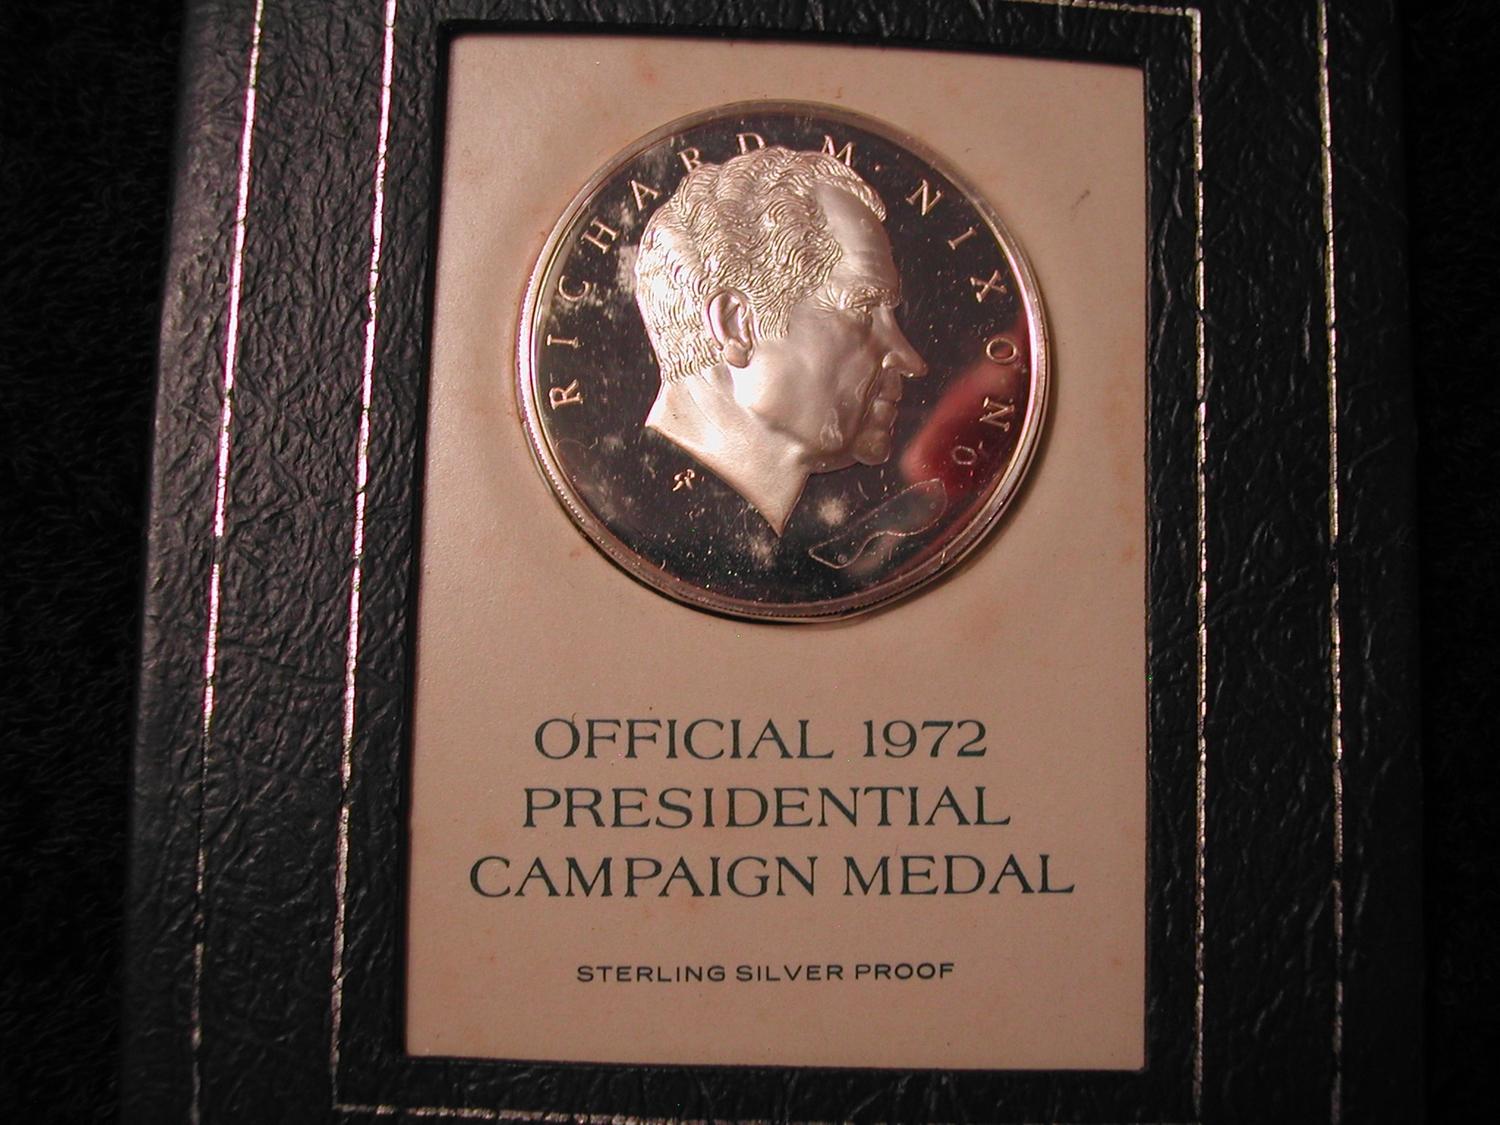 RICHARD M. NIXON
OFFICIAL 1972
PRESIDENTIAL
CAMPAIGN MEDAL
STERLING SILVER PROOF